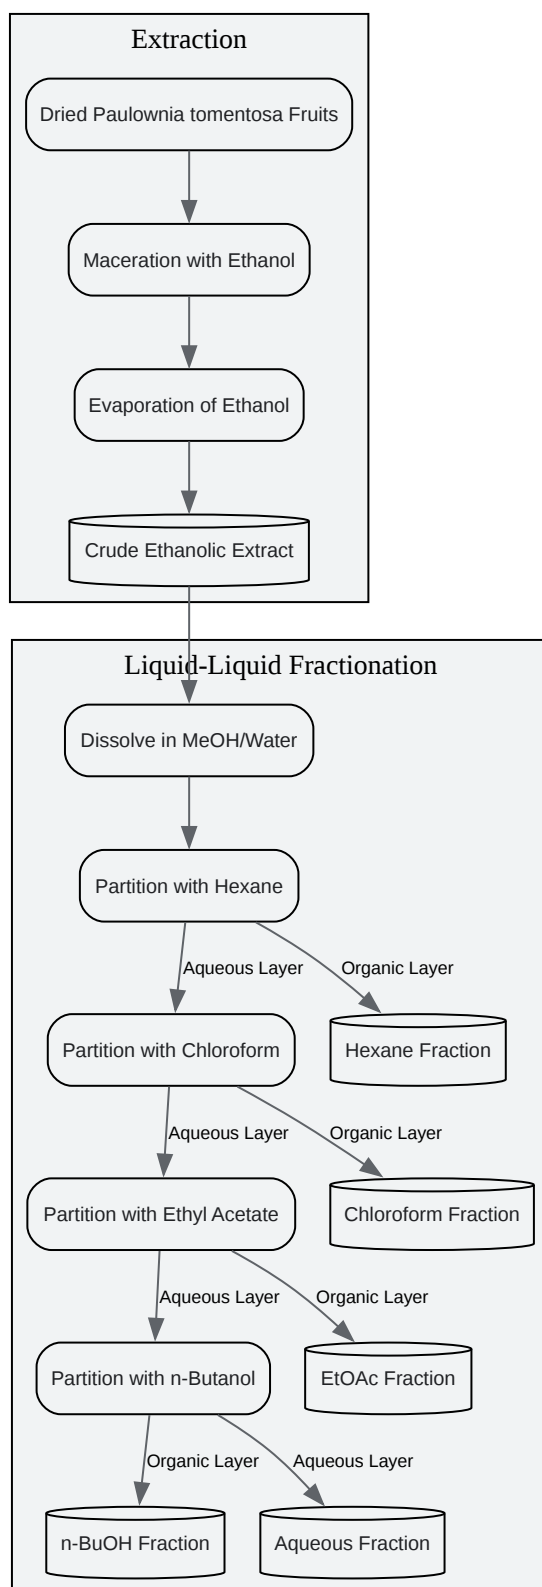 Extraction
Dried Paulownia tomentosa Fruits
Maceration with Ethanol
Evaporation of Ethanol
Crude Ethanolic Extract
Liquid-Liquid Fractionation
Dissolve in MeOH/Water
Partition with Hexane
Aqueous Layer
Organic Layer
Partition with Chloroform
Hexane Fraction
Aqueous Layer
Organic Layer
Partition with Ethyl Acetate
Chloroform Fraction
Aqueous Layer
Organic Layer
Partition with n-Butanol
EtOAc Fraction
Organic Layer
Aqueous Layer
n-BuOH Fraction
Aqueous Fraction